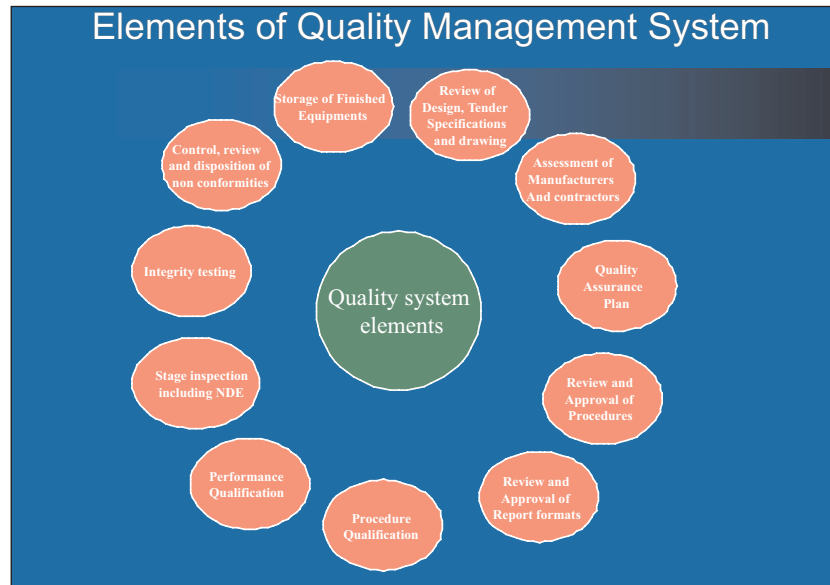 Elements of Quality Management System
Storage of Finished
Equipments
Review of
Design, Tender
Specifications
and drawing
Assessment of
Manufacturers
And contractors
Quality
Assurance
Plan
Review and
Approval of
Procedures
Review and
Approval of
Report formats
Procedure
Qualification
Performance
Qualification
Stage inspection
including NDE
Integrity testing
Control, review
and disposition of
non conformities
Quality system
elements